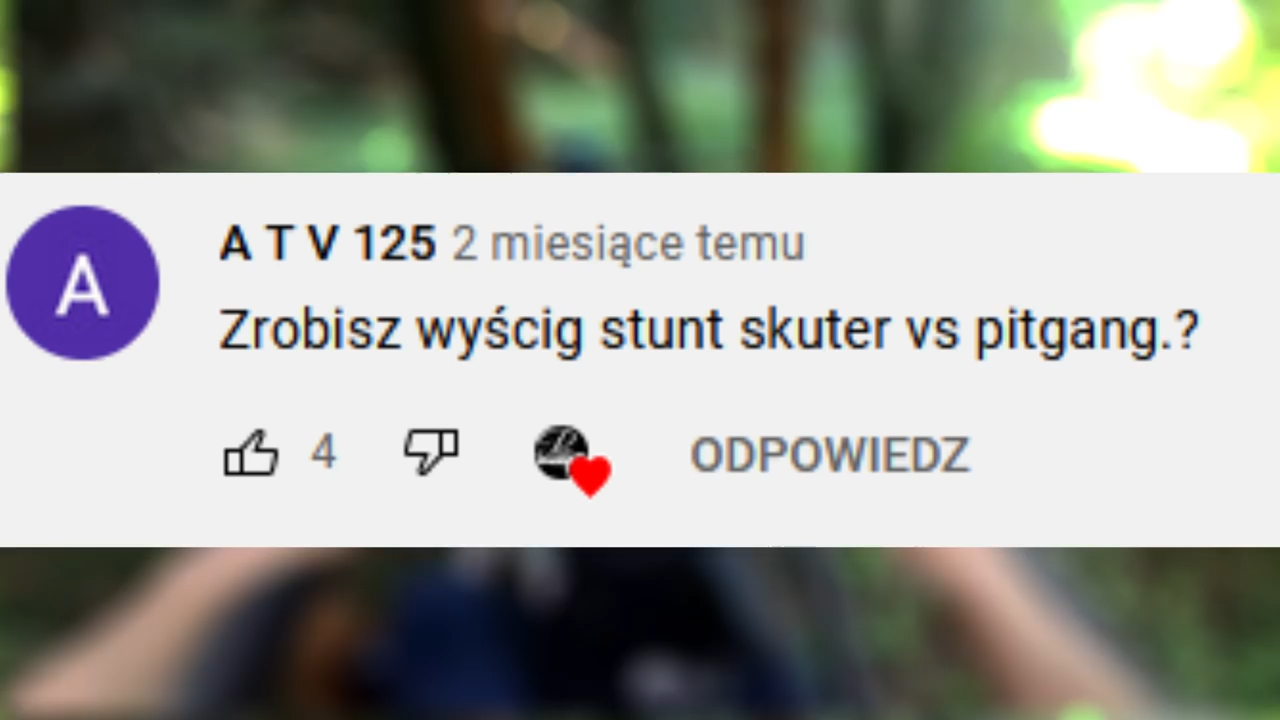 A
A T V 125 2 miesiące temu
Zrobisz wyścig stunt skuter vs pitgang.?
4
ODPOWIEDZ